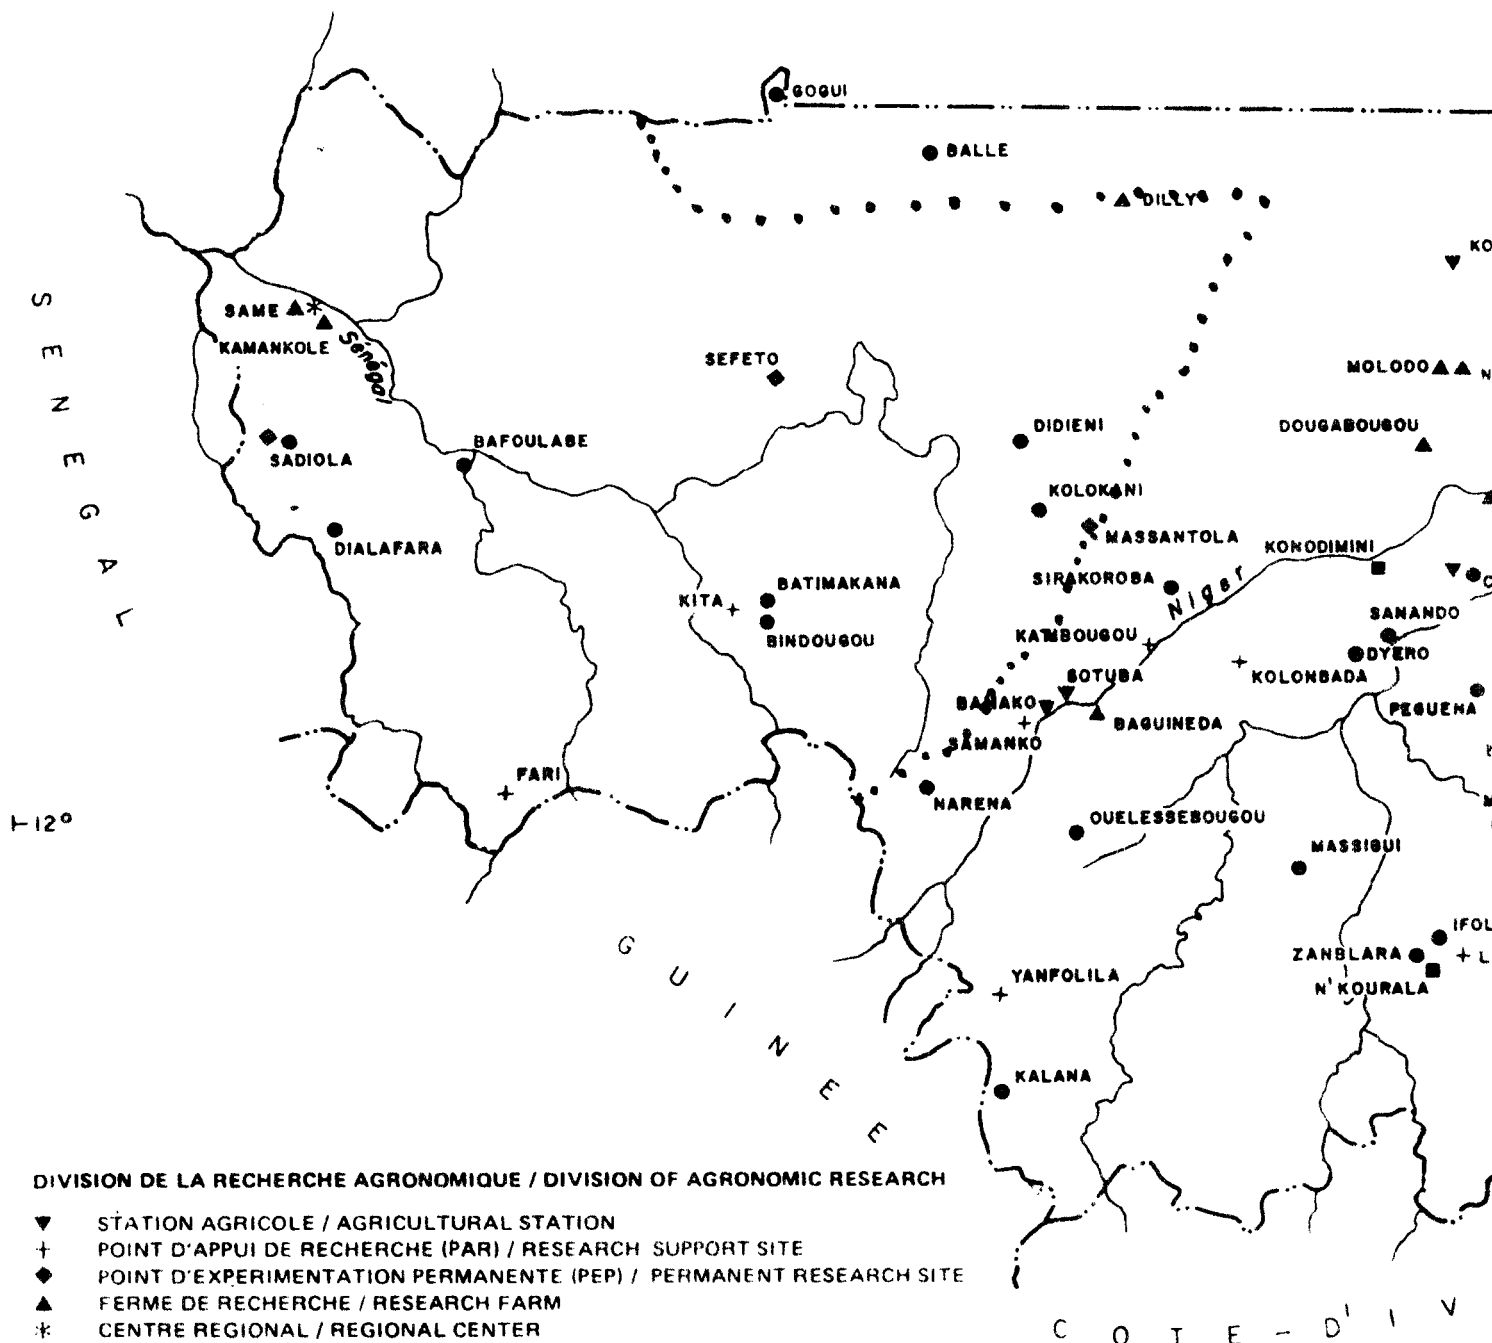 GOGUI
BALLE
DILLY
KO
SENEGAL
SAME
KAMANKOLE
Sénégal
SEFETO
MOLODO
N
DIDIENI
DOUGABOUGOU
BAFOULABE
SADIOLA
KOLOKANI
MASSANTOLA
KONODIMINI
DIALAFARA
SIRAKOROBA
Niger
BATIMAKANA
KITA
BINDOUGOU
SANANDO
KAMBOUGOU
DYERO
SOTUBA
KOLONBADA
BAMAKO
PEGUENA
BAGUINEDA
SAMANKO
FARI
NARENA
12°
OUELESSEBOUGOU
M
MASSIGUI
GUINEE
IFOL
ZANBLARA
L
YANFOLILA
N'KOURALA
KALANA
DIVISION DE LA RECHERCHE AGRONOMIQUE / DIVISION OF AGRONOMIC RESEARCH
STATION AGRICOLE / AGRICULTURAL STATION
POINT D'APPUI DE RECHERCHE (PAR) / RESEARCH SUPPORT SITE
POINT D'EXPERIMENTATION PERMANENTE (PEP) / PERMANENT RESEARCH SITE
FERME DE RECHERCHE / RESEARCH FARM
CENTRE REGIONAL / REGIONAL CENTER
COTE-D'IV